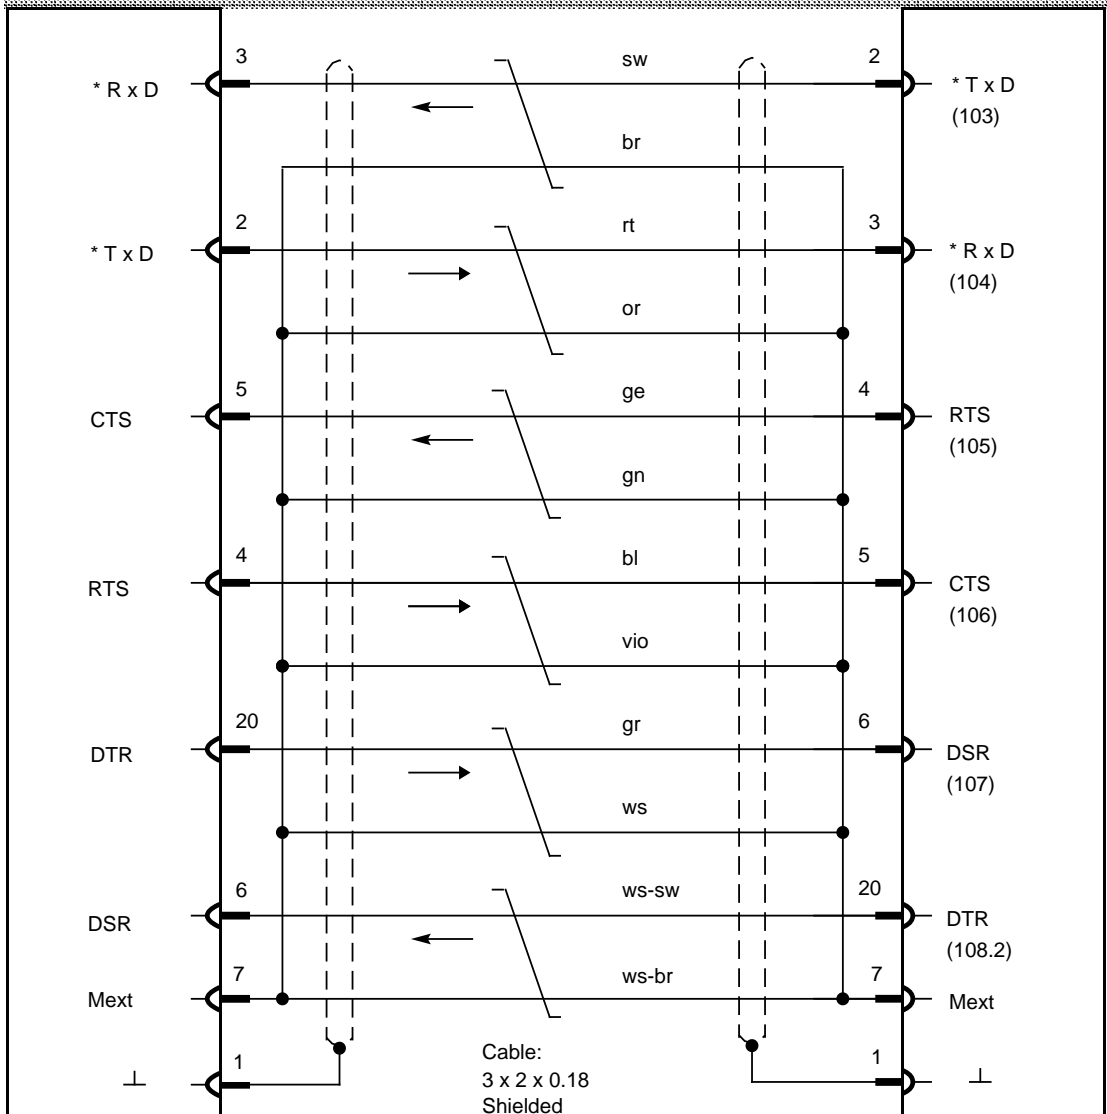 3 sw 2
* R x D * T x D
(103)
br
2 rt 3
* T x D * R x D
(104)
or
5 ge 4
CTS RTS
(105)
gn
4 bl 5
RTS CTS
(106)
vio
20 gr 6
DTR DSR
(107)
ws
6 ws-sw 20
DSR DTR
(108.2)
7 ws-br 7
Mext Mext
1 1
Cable:
3 x 2 x 0.18
Shielded